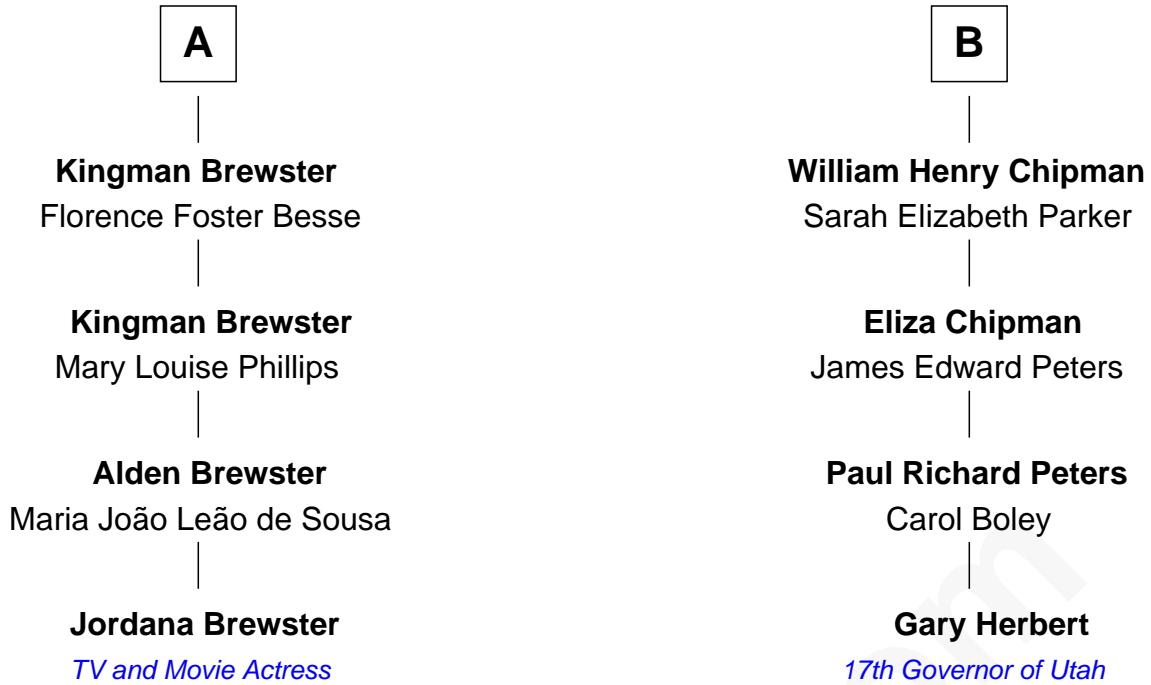 A
B
Kingman Brewster
William Henry Chipman
Florence Foster Besse
Sarah Elizabeth Parker
Kingman Brewster
Eliza Chipman
Mary Louise Phillips
James Edward Peters
Alden Brewster
Paul Richard Peters
Maria João Leão de Sousa
Carol Boley
Jordana Brewster
Gary Herbert
TV and Movie Actress
17th Governor of Utah